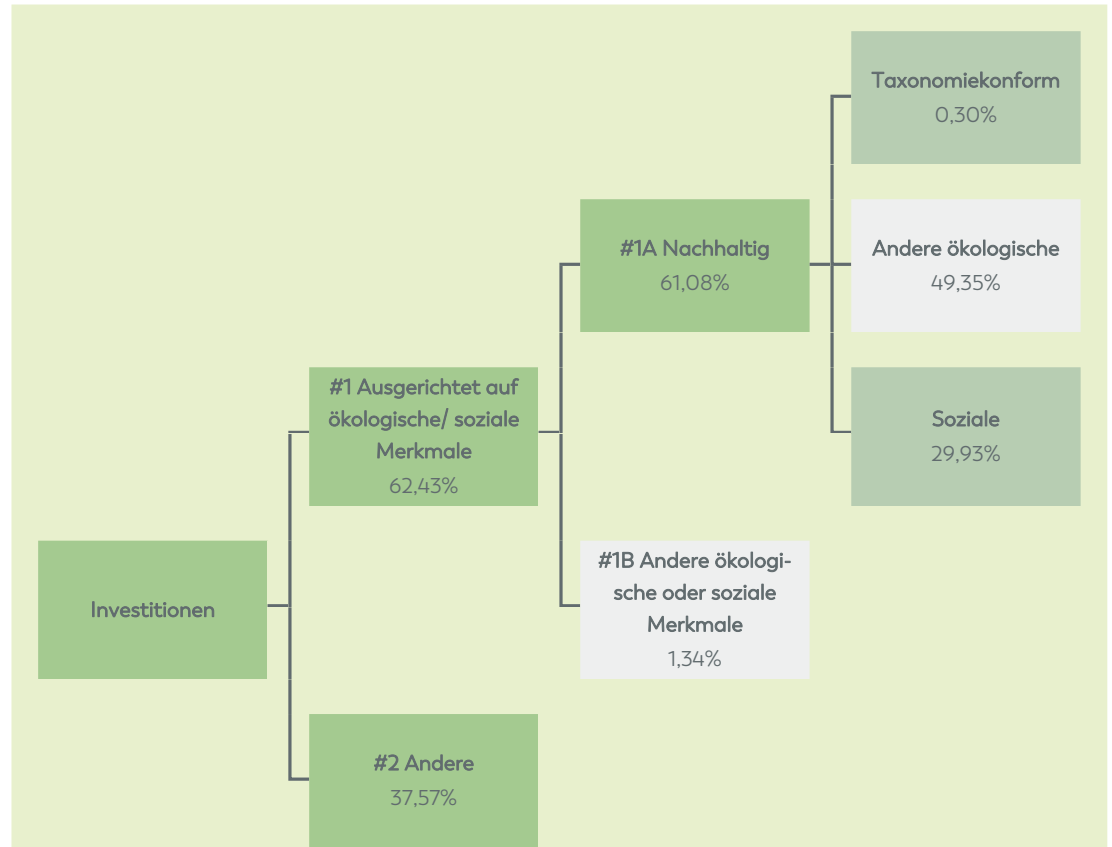 Taxonomiekonform
0,30%
#1A Nachhaltig
61,08%
Andere ökologische
49,35%
#1 Ausgerichtet auf
ökologische/ soziale
Merkmale
62,43%
Soziale
29,93%
Investitionen
#1B Andere ökologi-
sche oder soziale
Merkmale
1,34%
#2 Andere
37,57%